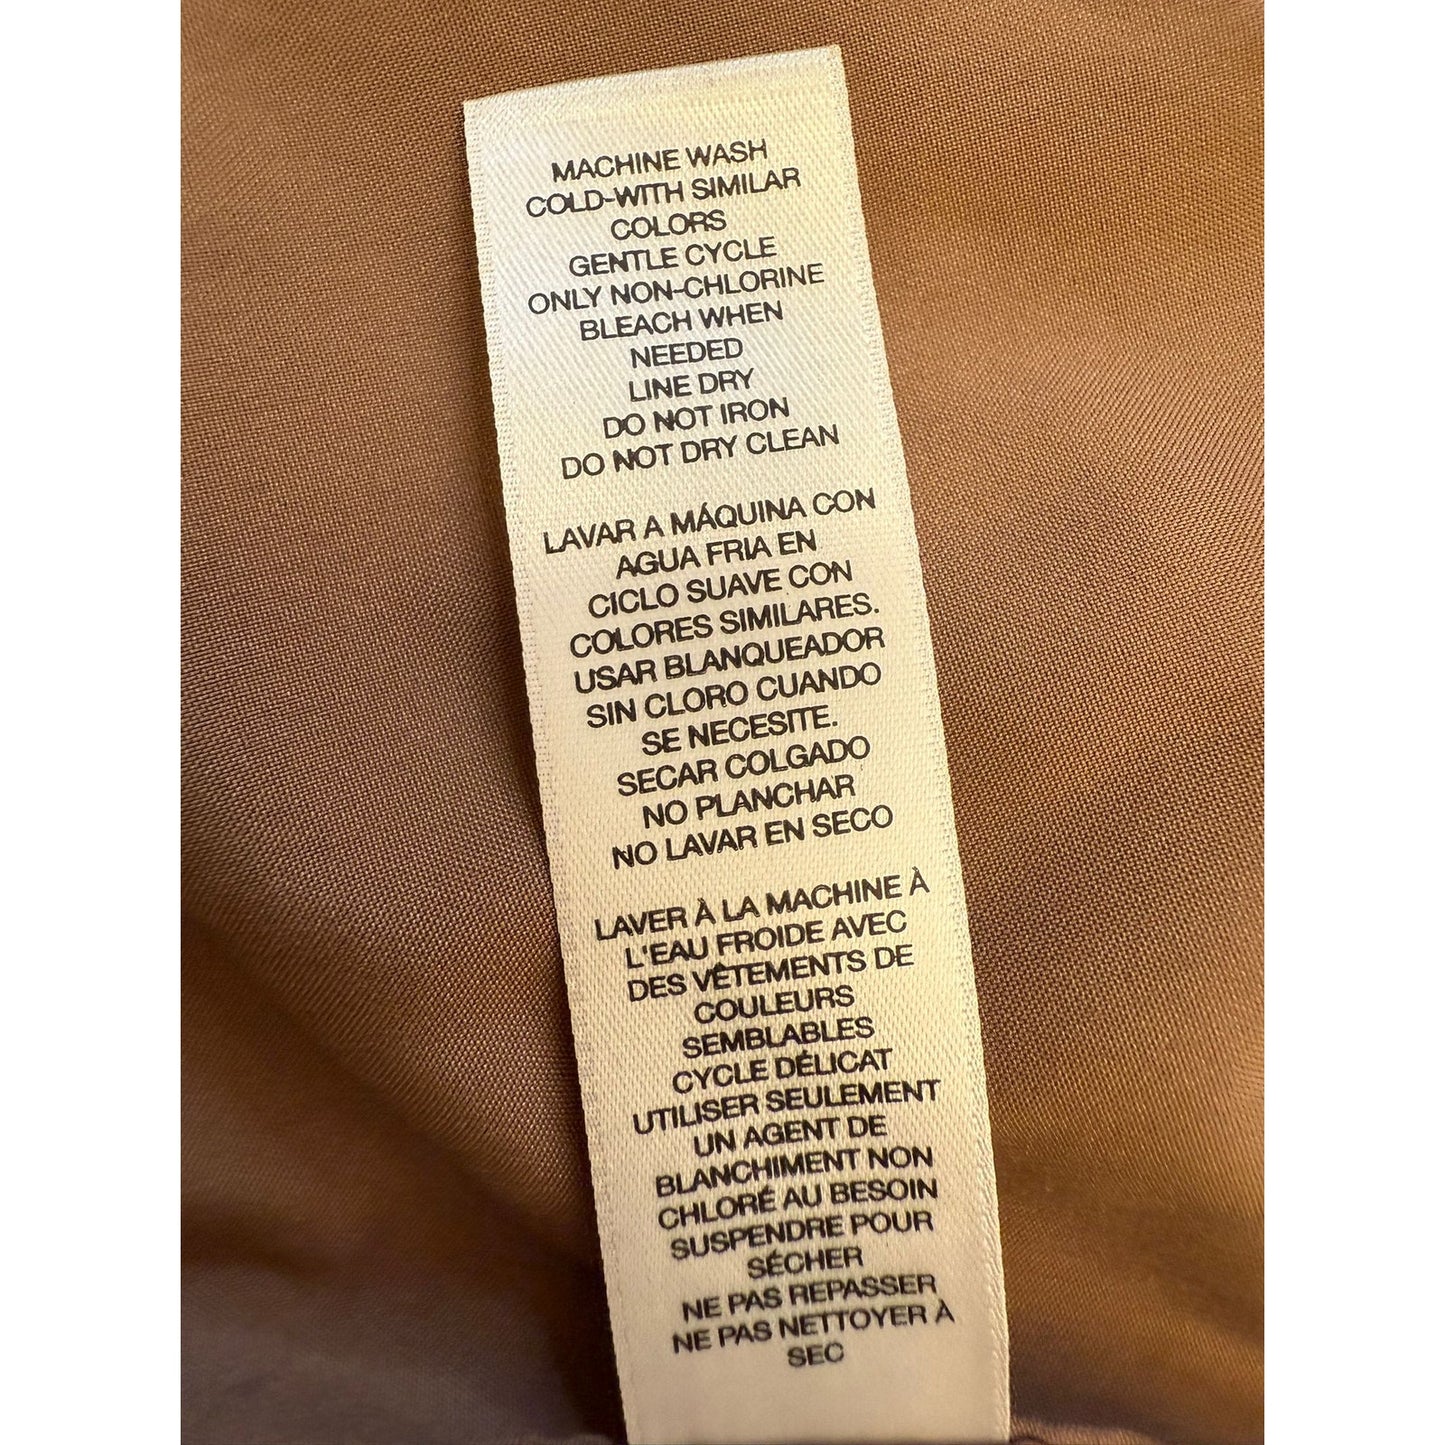 MACHINE WASH
COLD-WITH SIMILAR
COLORS
GENTLE CYCLE
ONLY NON-CHLORINE
BLEACH WHEN
NEEDED
LINE DRY
DO NOT IRON
DO NOT DRY CLEAN
LAVAR A MÁQUINA CON
AGUA FRIA EN
CICLO SUAVE CON
COLORES SIMILARES.
USAR BLANQUEADOR
SIN CLORO CUANDO
SE NECESITE.
SECAR COLGADO
NO PLANCHAR
NO LAVAR EN SECO
LAVER À LA MACHINE À
L'EAU FROIDE AVEC
DES VÊTEMENTS DE
COULEURS
SEMBLABLES
CYCLE DÉLICAT
UTILISER SEULEMENT
UN AGENT DE
BLANCHIMENT NON
CHLORÉ AU BESOIN
SUSPENDRE POUR
SÉCHER
NE PAS REPASSER
NE PAS NETTOYER À
SEC